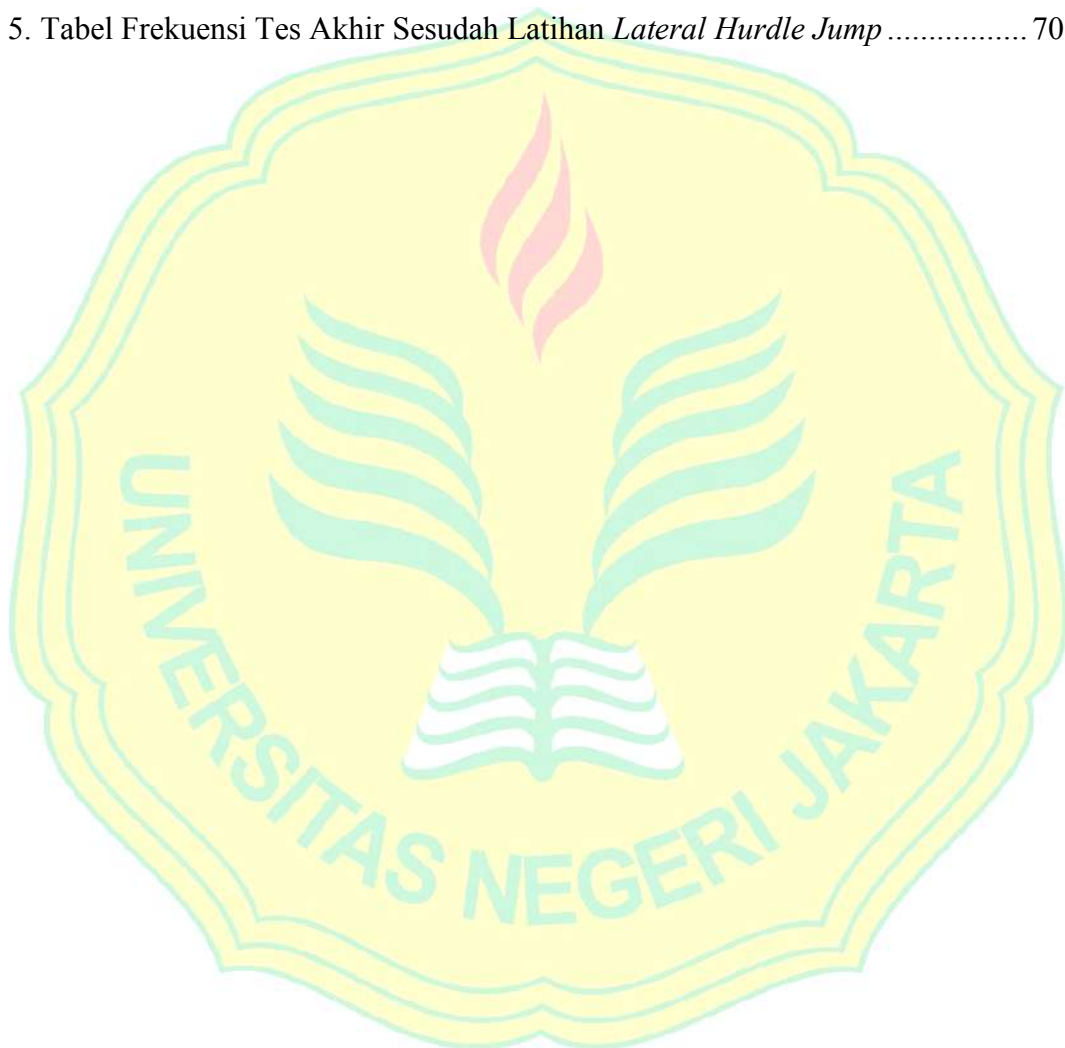 5. Tabel Frekuensi Tes Akhir Sesudah Latihan Lateral Hurdle Jump ................. 70
UNIVERSITAS NEGERI JAKARTA